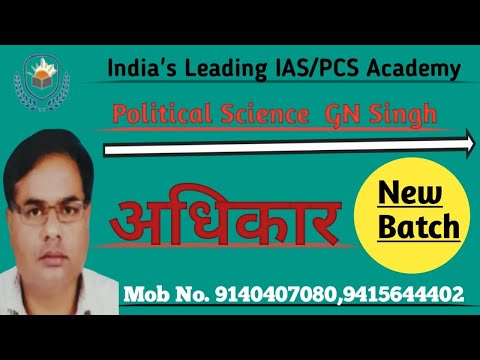 India's Leading IAS/PCS Academy
Political Science GN Singh
अधिकार
New
Batch
Mob No. 9140407080,9415644402